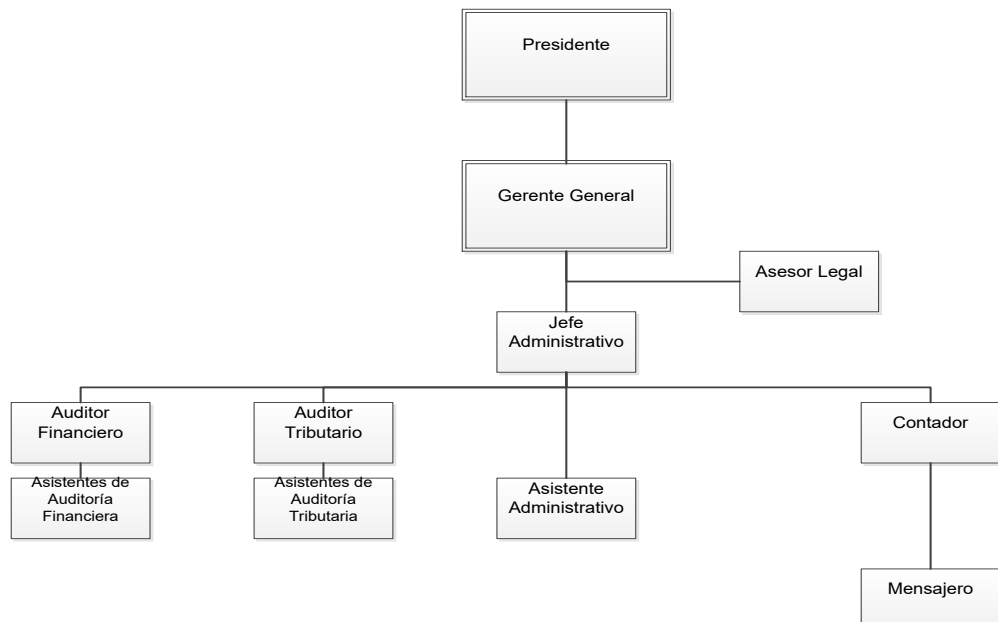 Presidente
Gerente General
Asesor Legal
Jefe
Administrativo
Auditor
Financiero
Auditor
Tributario
Contador
Asistentes de
Auditoría
Financiera
Asistentes de
Auditoría
Tributaria
Asistente
Administrativo
Mensajero